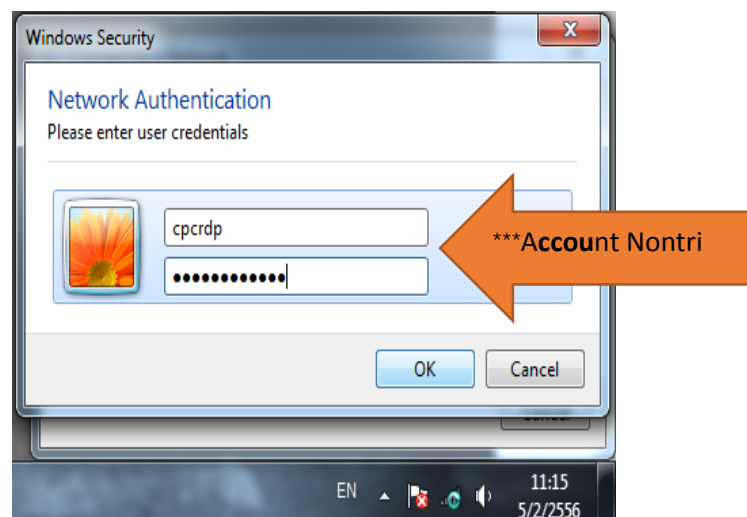 Windows Security
Network Authentication
Please enter user credentials
cpcrdp
●●●●●●●●●●●●
***Account Nontri
OK
Cancel
EN
11:15
5/2/2556